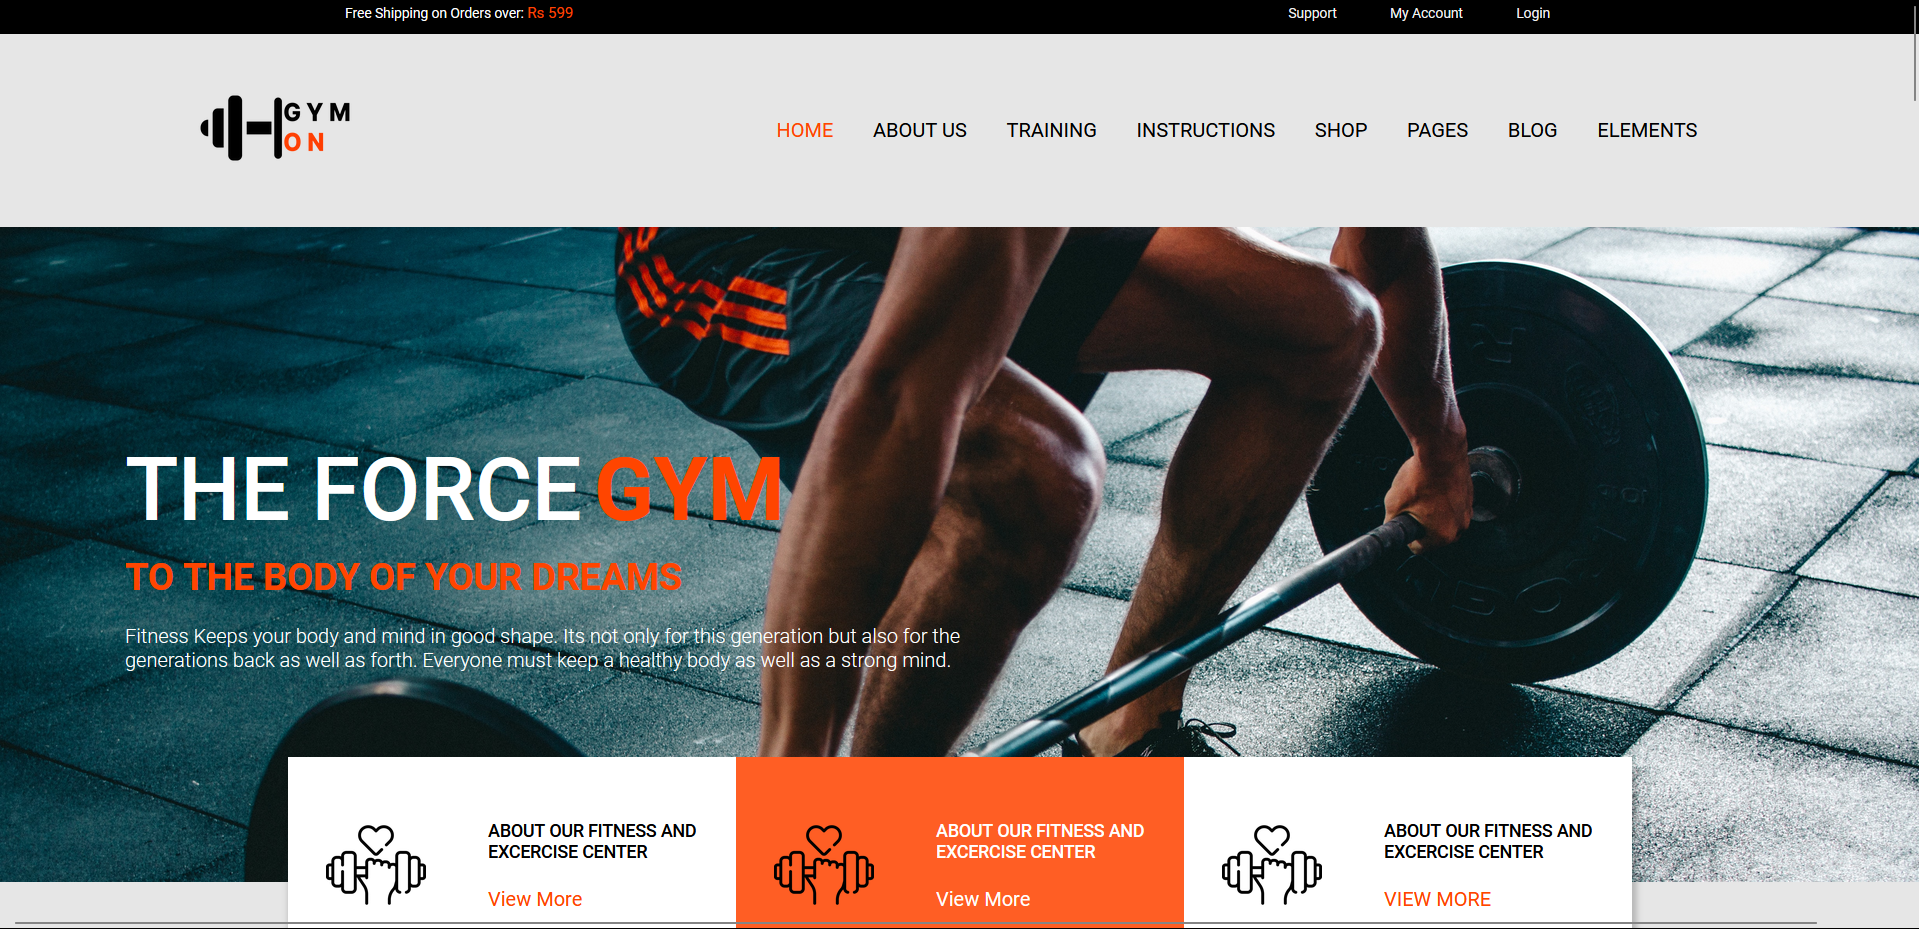 Free Shipping on Orders over: Rs 599
Support
My Account
Login
GYM
ON
HOME
ABOUT US
TRAINING
INSTRUCTIONS
SHOP
PAGES
BLOG
ELEMENTS
THE FORCE GYM
TO THE BODY OF YOUR DREAMS
Fitness Keeps your body and mind in good shape. Its not only for this generation but also for the
generations back as well as forth. Everyone must keep a healthy body as well as a strong mind.
ABOUT OUR FITNESS AND
EXCERCISE CENTER
View More
ABOUT OUR FITNESS AND
EXCERCISE CENTER
View More
ABOUT OUR FITNESS AND
EXCERCISE CENTER
VIEW MORE